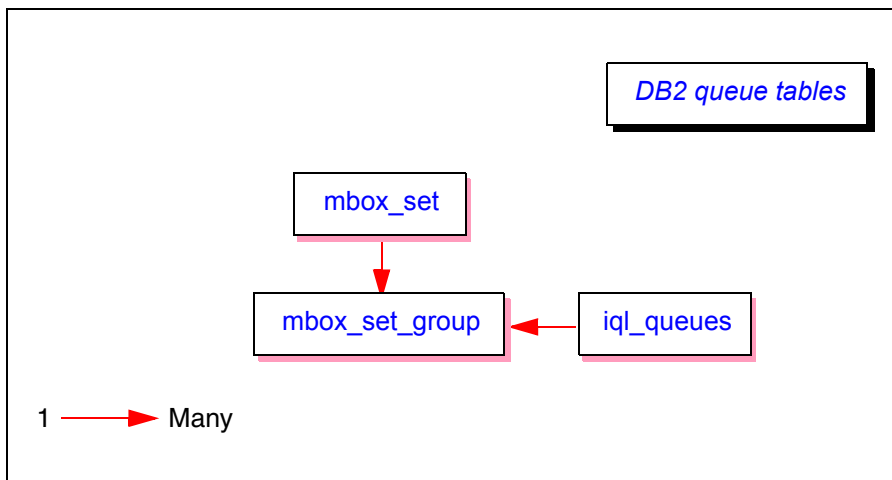 DB2 queue tables
mbox_set
mbox_set_group
iql_queues
1
Many